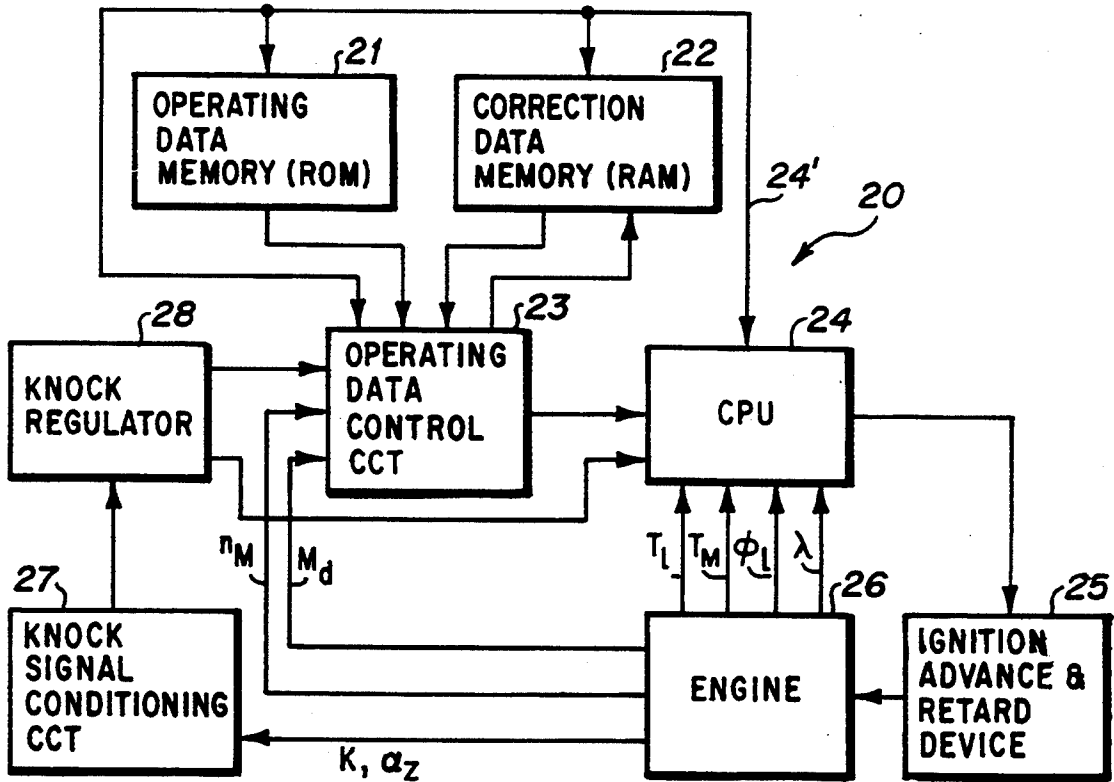 21
OPERATING
DATA
MEMORY (ROM)
22
CORRECTION
DATA
MEMORY (RAM)
24'
20
28
KNOCK
REGULATOR
23
OPERATING
DATA
CONTROL
CCT
24
CPU
nM
Md
Tl
TM
ϕl
λ
27
KNOCK
SIGNAL
CONDITIONING
CCT
26
ENGINE
25
IGNITION
ADVANCE &
RETARD
DEVICE
K, αz